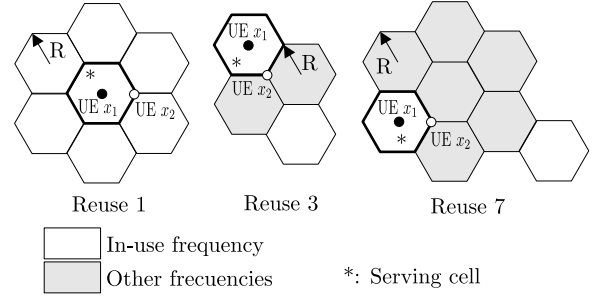 R
*
UE x1
UE x2
Reuse 1
UE x1
*
R
UE x2
Reuse 3
R
UE x1
*
UE x2
Reuse 7
In-use frequency
Other frecuencies
*: Serving cell